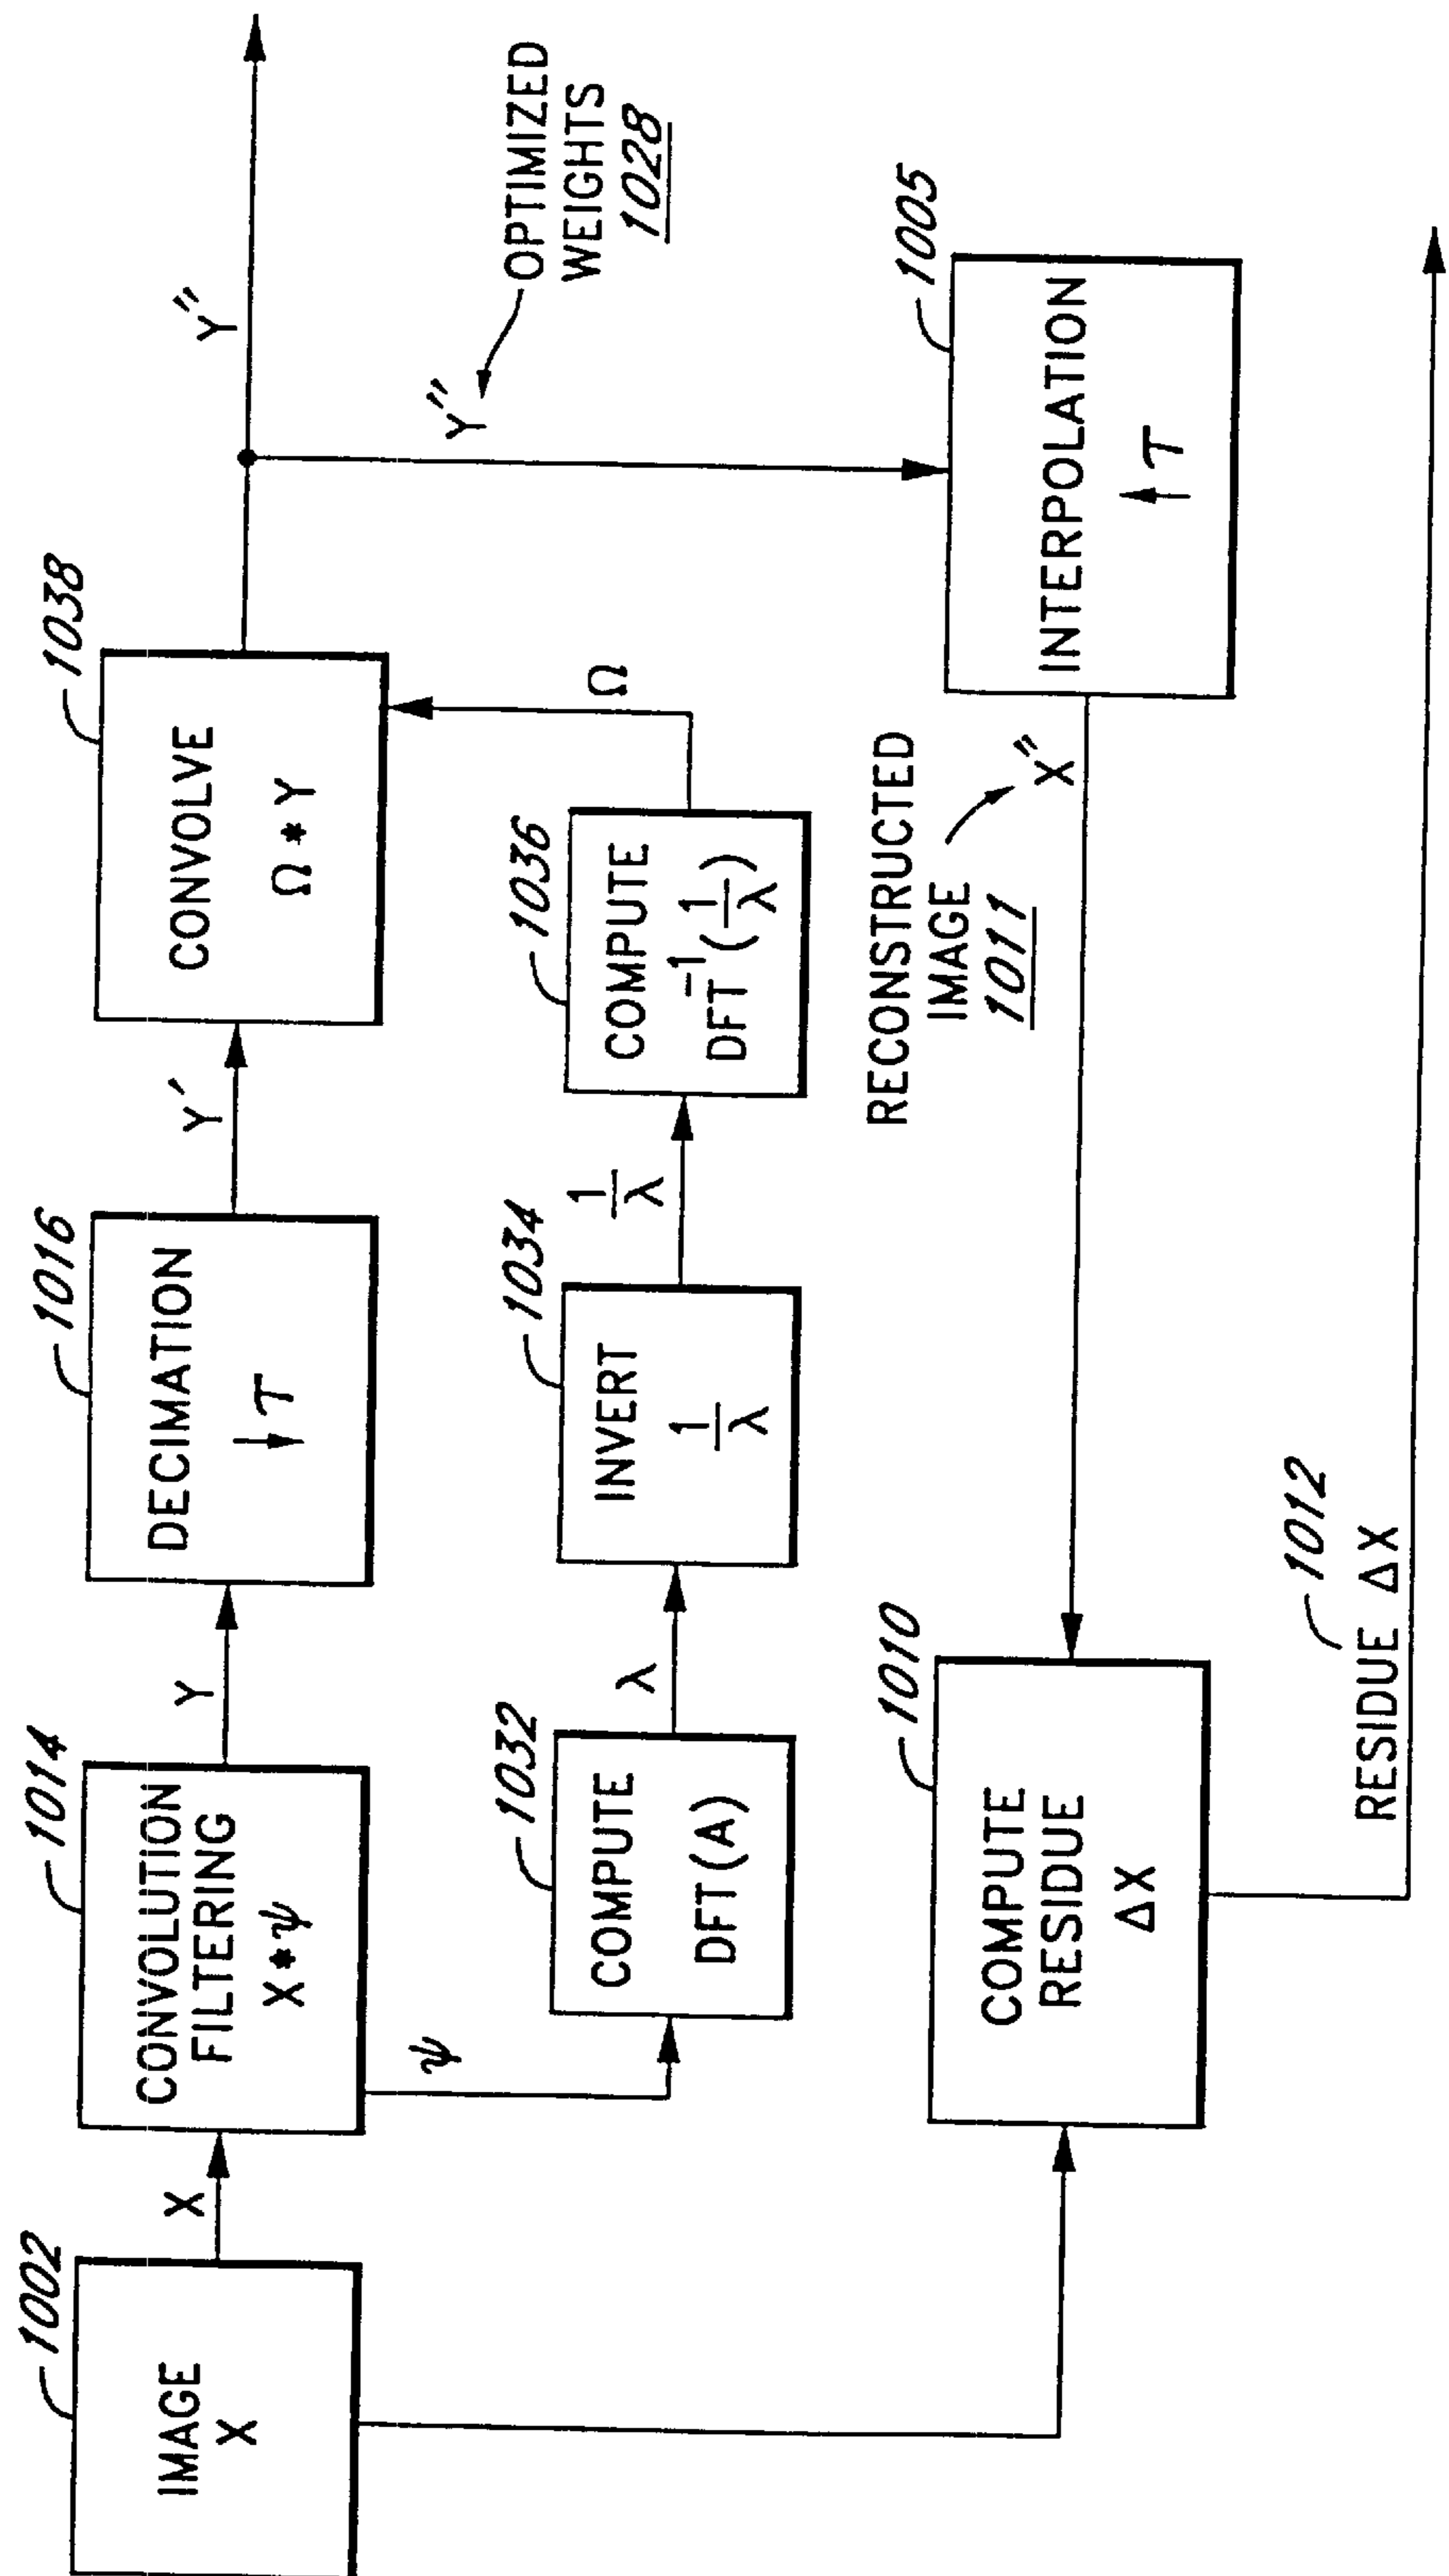 1002
IMAGE
X
X
1014
CONVOLUTION
FILTERING
X * ψ
Y
1016
DECIMATION
↓ τ
Y′
1038
CONVOLVE
Ω * Y
Y″
ψ
1032
COMPUTE
DFT (A)
λ
1034
INVERT
1/λ
1/λ
1036
COMPUTE
DFT⁻¹(1/λ)
Ω
Y″
OPTIMIZED
WEIGHTS
1028
1010
COMPUTE
RESIDUE
ΔX
RECONSTRUCTED
IMAGE
1011
X″
1005
INTERPOLATION
↑ τ
1012
RESIDUE ΔX